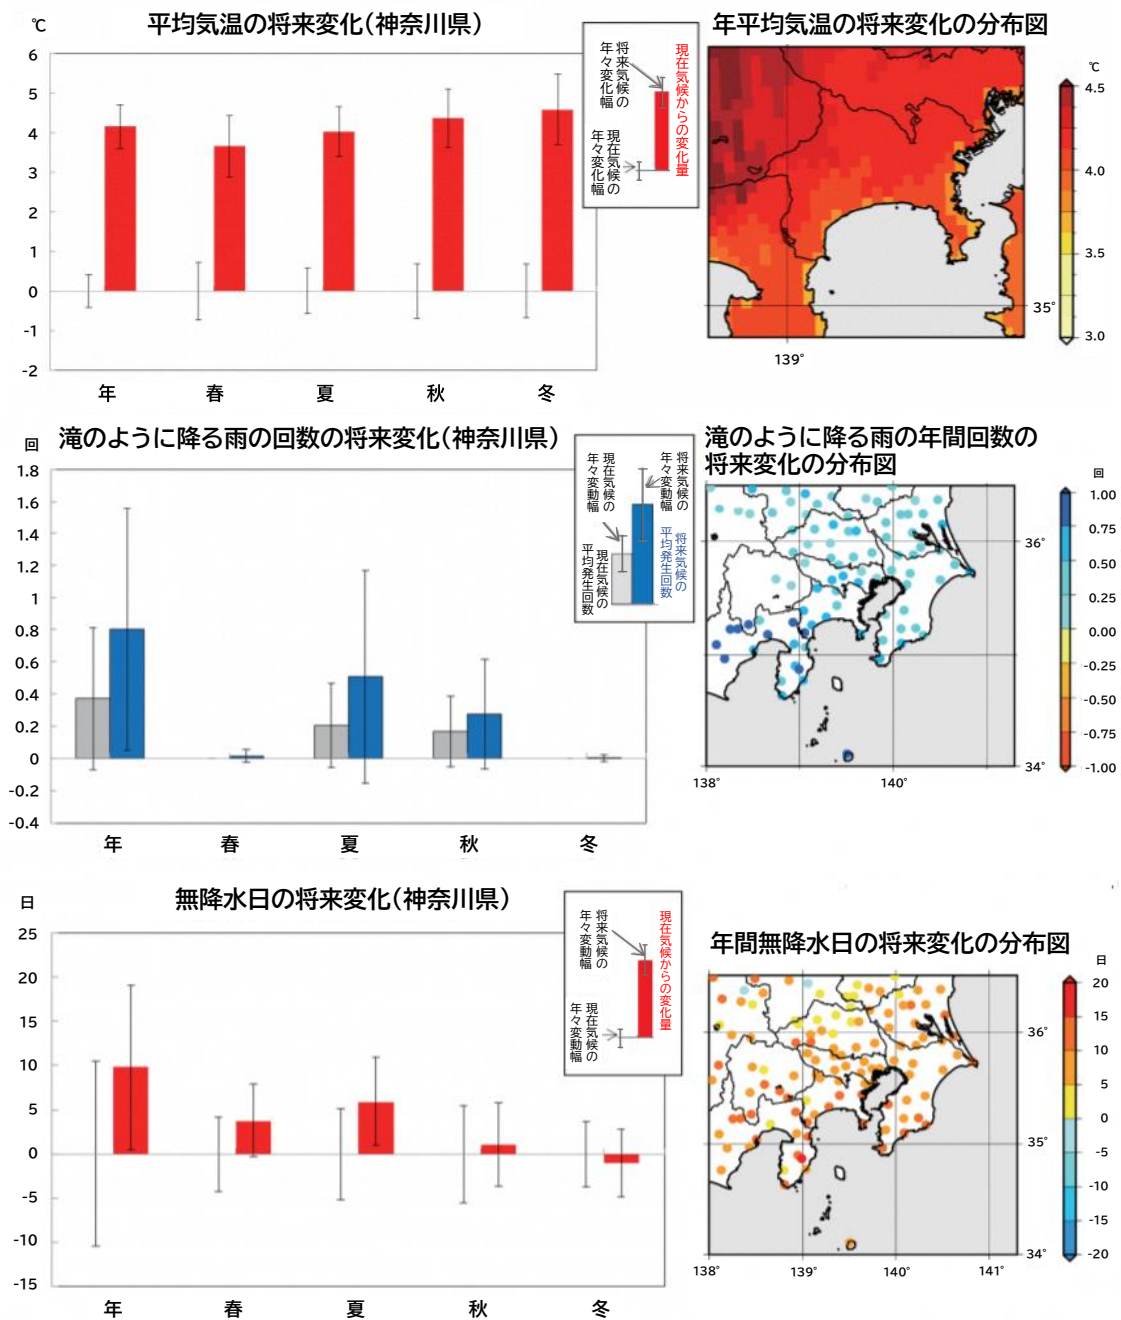 平均気温の将来変化(神奈川県)
℃
6
5
4
3
2
1
0
-1
-2
年
春
夏
秋
冬
将来気候の
年々変化幅
現在気候からの変化量
現在気候の
年々変化幅
年平均気温の将来変化の分布図
℃
4.5
4.0
3.5
3.0
35°
139°
滝のように降る雨の回数の将来変化(神奈川県)
回
1.8
1.6
1.4
1.2
1
0.8
0.6
0.4
0.2
0
-0.2
-0.4
年
春
夏
秋
冬
現在気候の
年々変動幅
将来気候の
年々変動幅
現在気候の
平均発生回数
将来気候の
平均発生回数
滝のように降る雨の年間回数の
将来変化の分布図
回
1.00
0.75
0.50
0.25
0.00
-0.25
-0.50
-0.75
-1.00
36°
34°
138°
139°
140°
無降水日の将来変化(神奈川県)
日
25
20
15
10
5
0
-5
-10
-15
年
春
夏
秋
冬
将来気候の
年々変動幅
現在気候からの変化量
現在気候の
年々変動幅
年間無降水日の将来変化の分布図
日
20
15
10
5
0
-5
-10
-15
-20
36°
35°
34°
138°
139°
140°
141°